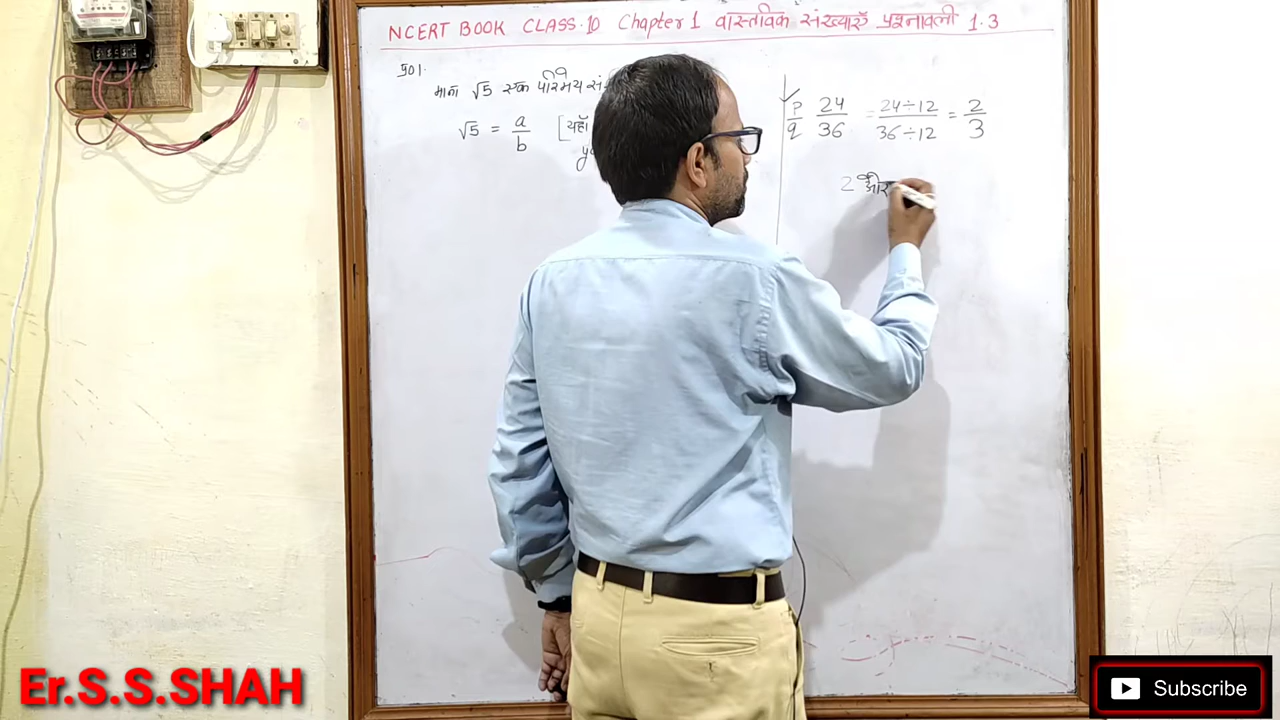 NCERT BOOK CLASS-10 Chapter 1 वास्तविक संख्याएँ प्रश्नावली 1.3
प्र०1.
माना √5 एक परिमेय
√5 = a/b [यहाँ
p/q 24/36 = 24÷12/36÷12 = 2/3
2 और
Er.S.S.SHAH
Subscribe